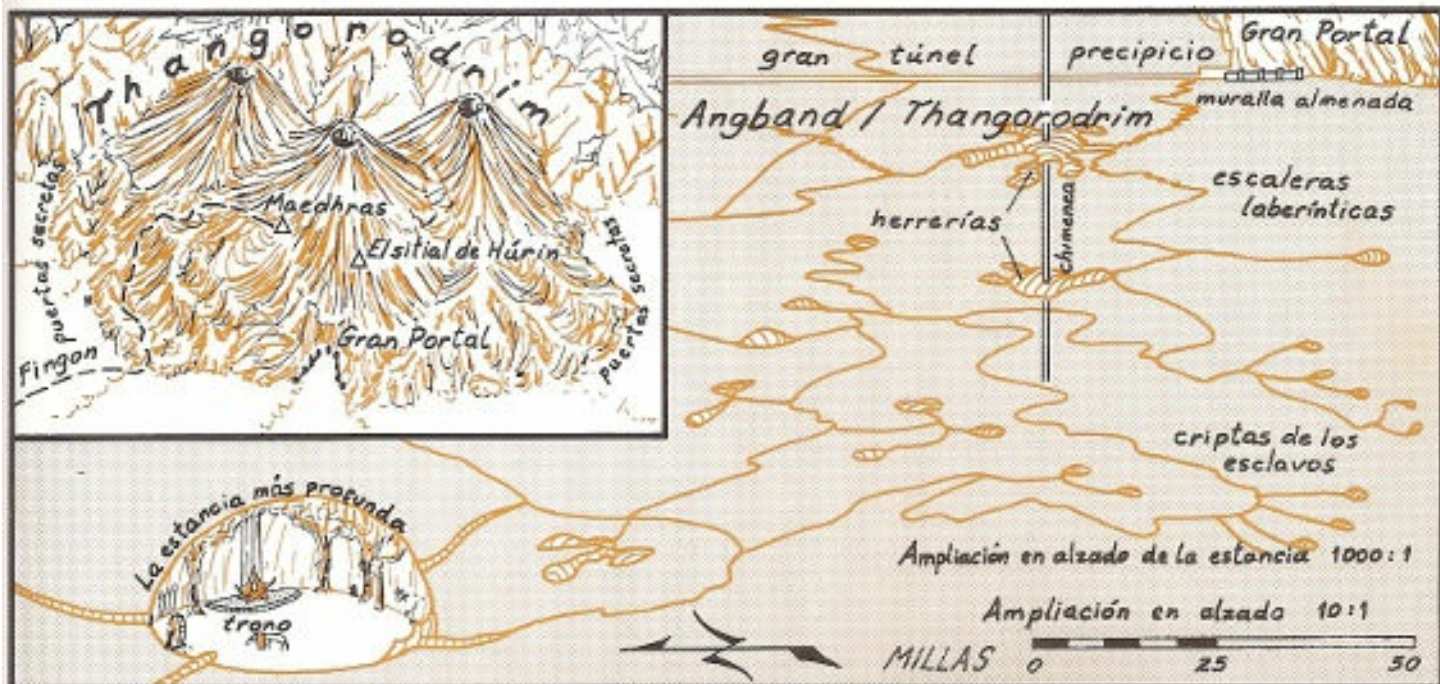 Thangorodrim
puertas secretas
Maedhras
El sitial de Húrin
puertas secretas
Gran Portal
Fingon
gran túnel
precipicio
Gran Portal
muralla almenada
Angband / Thangorodrim
escaleras
laberínticas
herrerías
chimenea
criptas de los
esclavos
La estancia más profunda
trono
Ampliación en alzado de la estancia 1000:1
Ampliación en alzado 10:1
MILLAS
0 25 50